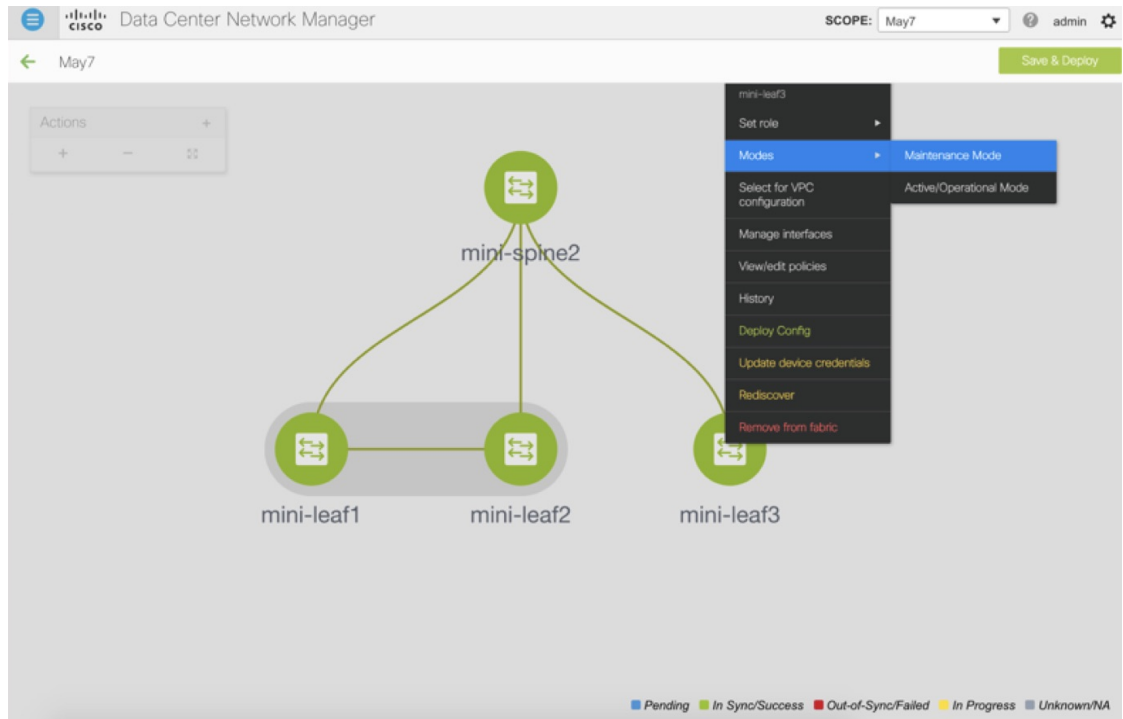 CISCO Data Center Network Manager
SCOPE: May7 admin
May7
Save & Deploy
Actions +
+ −
mini-leaf3
Set role
Modes
Maintenance Mode
Active/Operational Mode
Select for VPC
configuration
Manage interfaces
View/edit policies
History
Deploy Config
Update device credentials
Rediscover
Remove from fabric
mini-spine2
mini-leaf1
mini-leaf2
mini-leaf3
Pending In Sync/Success Out-of-Sync/Failed In Progress Unknown/NA